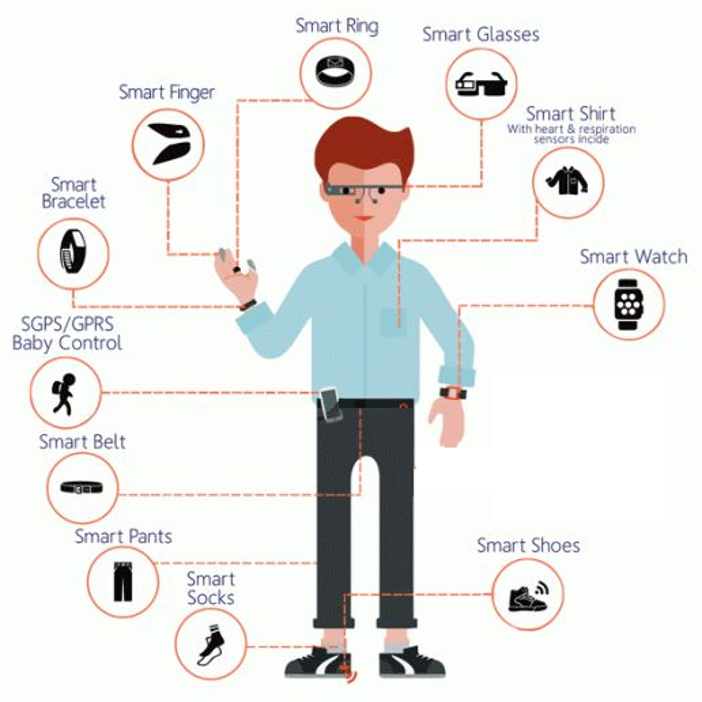 Smart Ring
Smart Glasses
Smart Finger
Smart Shirt
With heart & respiration
sensors incide
Smart
Bracelet
Smart Watch
SGPS/GPRS
Baby Control
Smart Belt
Smart Pants
Smart Shoes
Smart
Socks